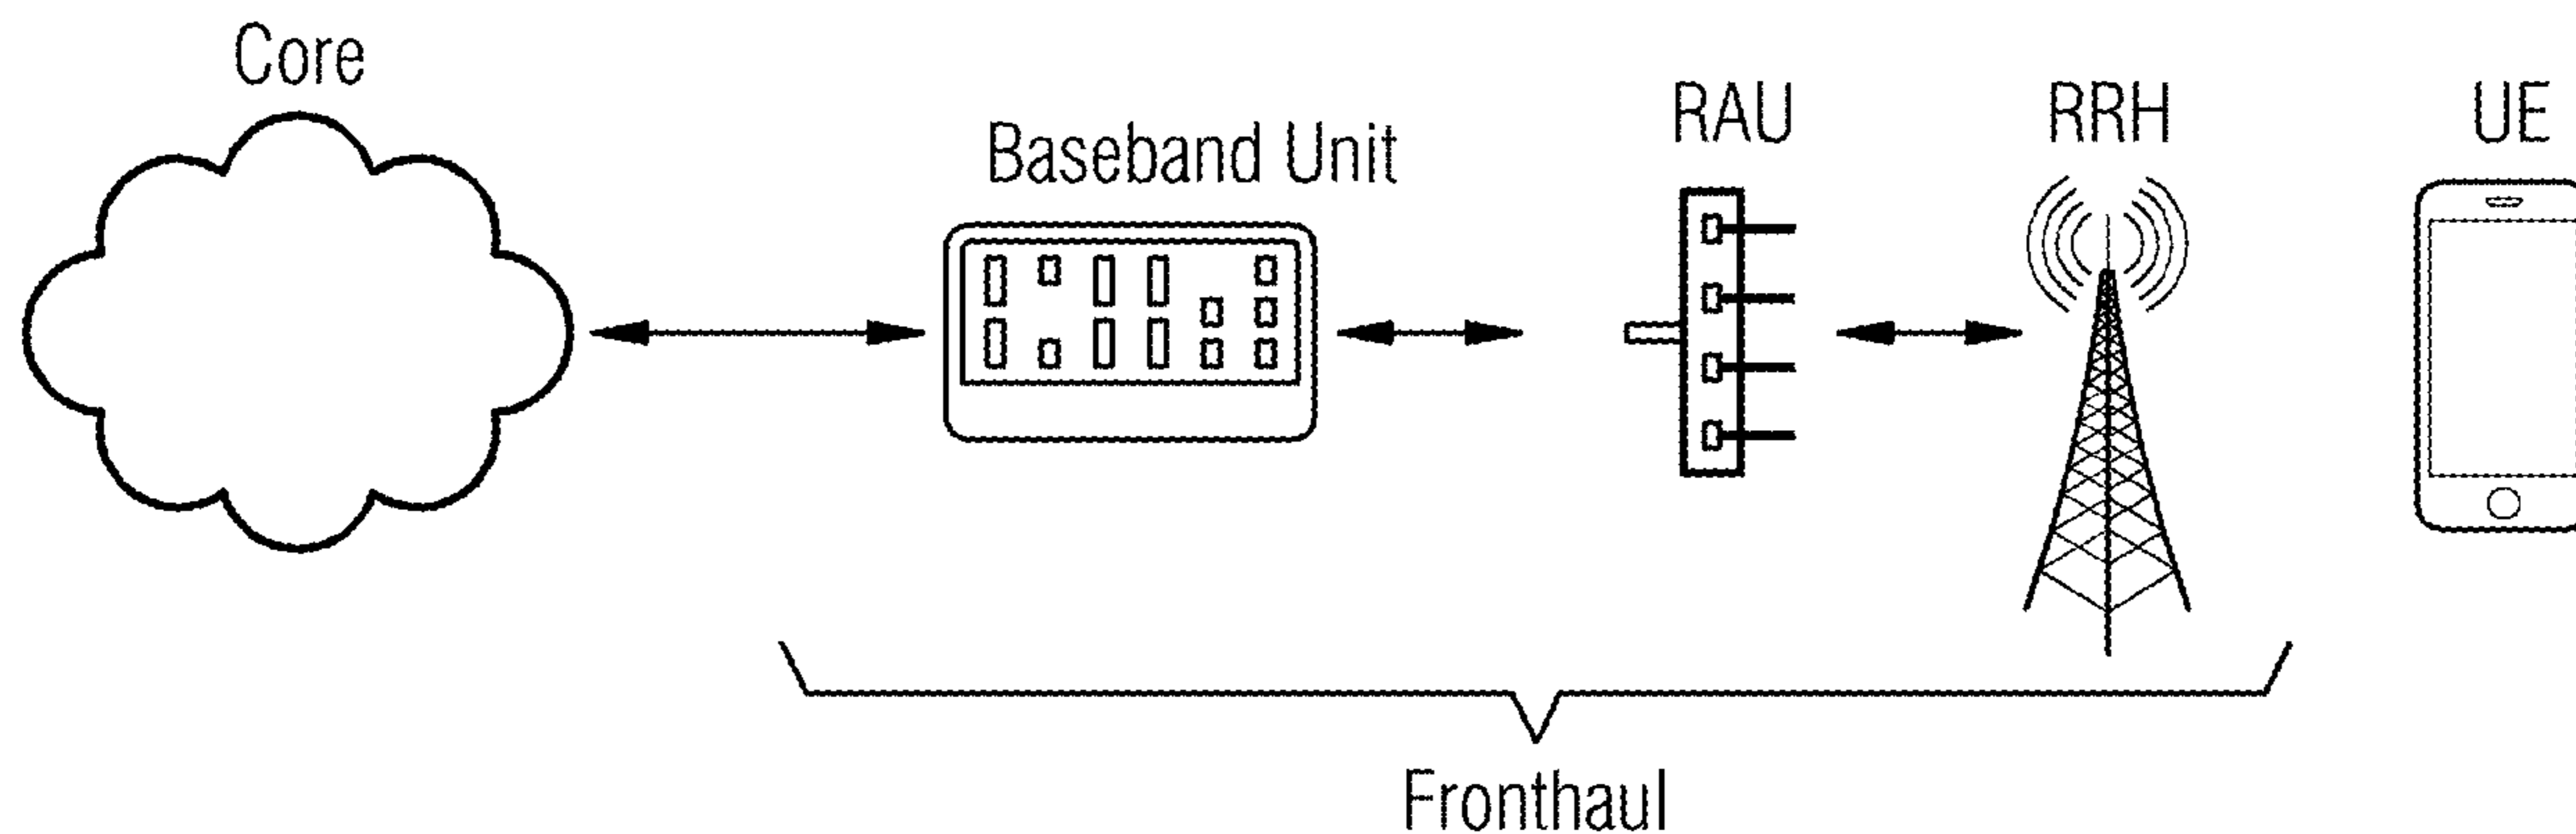 Core
Baseband Unit
RAU
RRH
UE
Fronthaul